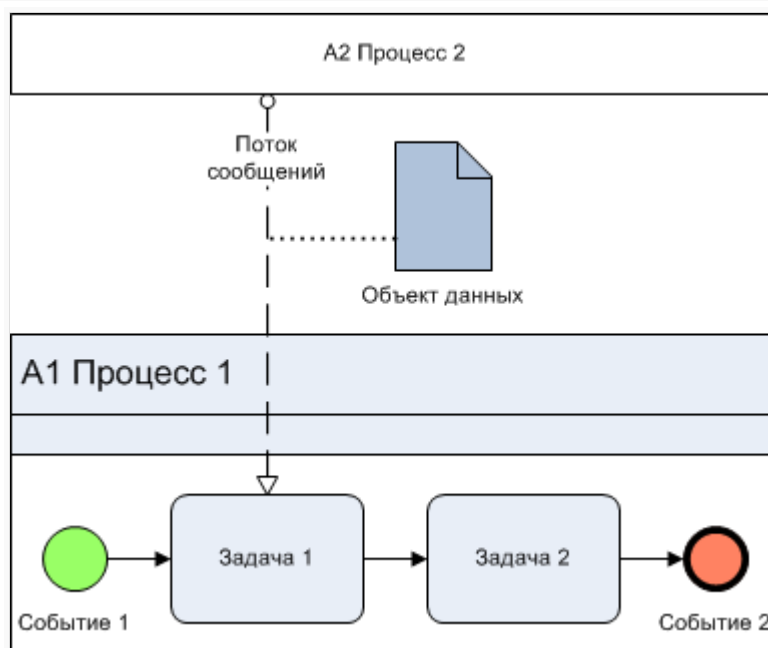 А2 Процесс 2
Поток
сообщений
Объект данных
А1 Процесс 1
Задача 1
Задача 2
Событие 1
Событие 2